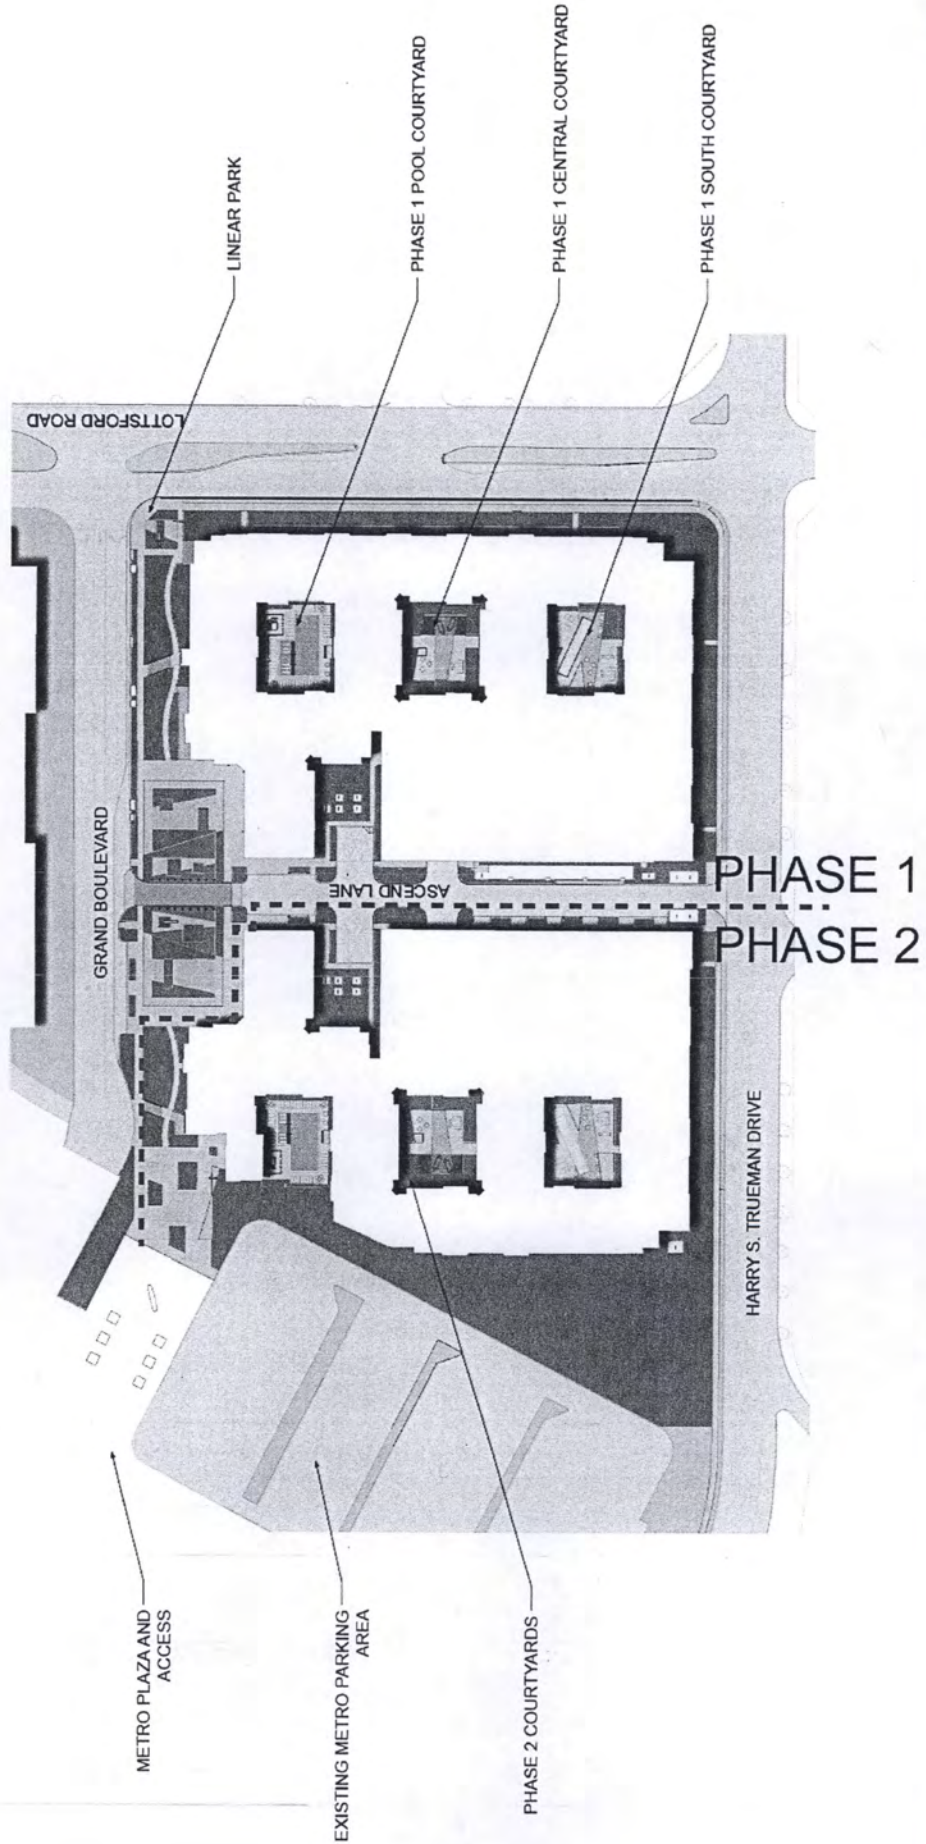 LOTTSFORD ROAD
LINEAR PARK
PHASE 1 POOL COURTYARD
PHASE 1 CENTRAL COURTYARD
PHASE 1 SOUTH COURTYARD
GRAND BOULEVARD
ASCEND LANE
PHASE 1
PHASE 2
HARRY S. TRUEMAN DRIVE
METRO PLAZA AND
ACCESS
EXISTING METRO PARKING
AREA
PHASE 2 COURTYARDS